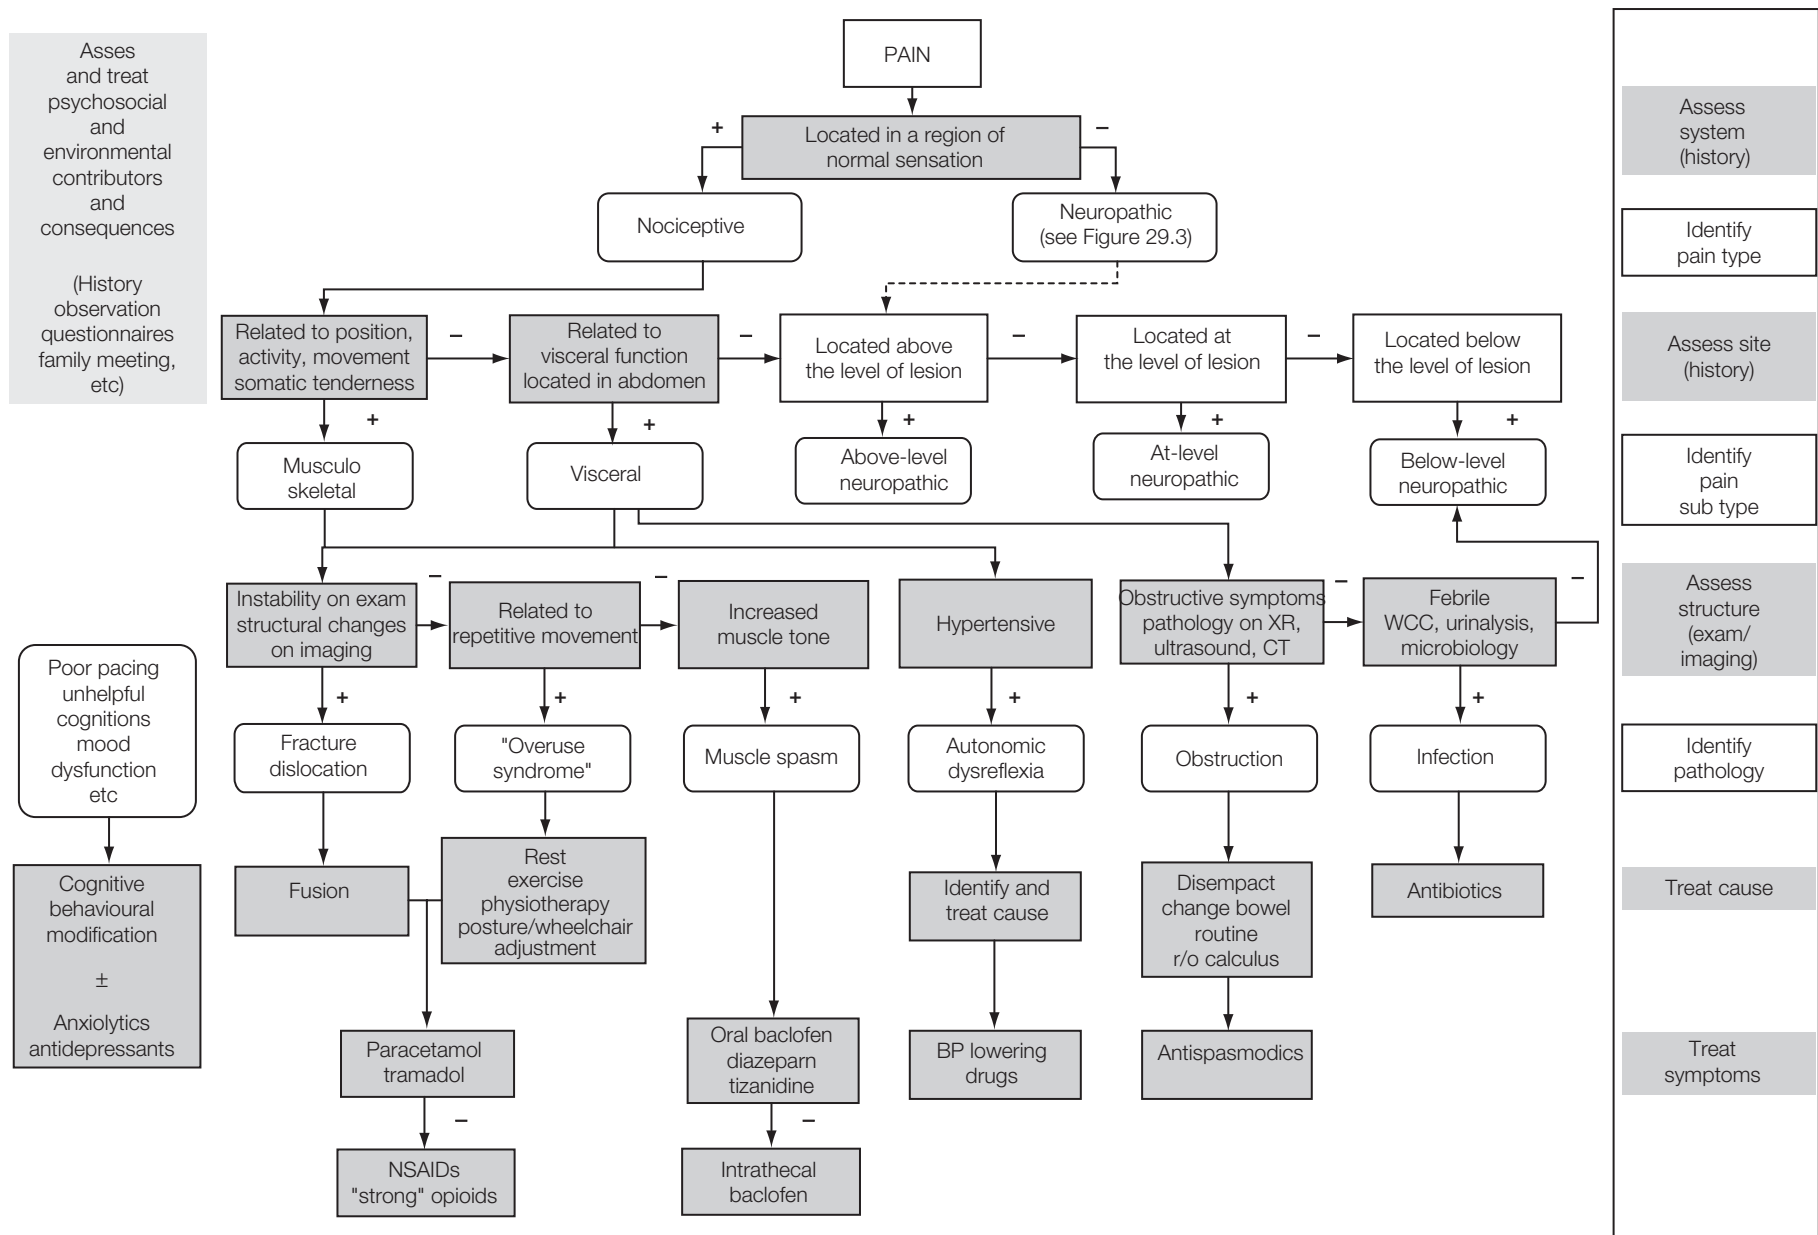 Asses
and treat
psychosocial
and
environmental
contributors
and
consequences
(History
observation
questionnaires
family meeting,
etc)
PAIN
+
Located in a region of
normal sensation
–
Nociceptive
Neuropathic
(see Figure 29.3)
Related to position,
activity, movement
somatic tenderness
–
Related to
visceral function
located in abdomen
–
Located above
the level of lesion
–
Located at
the level of lesion
–
Located below
the level of lesion
+
+
+
+
+
Musculo
skeletal
Visceral
Above-level
neuropathic
At-level
neuropathic
Below-level
neuropathic
Instability on exam
structural changes
on imaging
–
Related to
repetitive movement
–
Increased
muscle tone
Hypertensive
Obstructive symptoms
pathology on XR,
ultrasound, CT
–
Febrile
WCC, urinalysis,
microbiology
–
+
+
+
+
+
+
Poor pacing
unhelpful
cognitions
mood
dysfunction
etc
Fracture
dislocation
"Overuse
syndrome"
Muscle spasm
Autonomic
dysreflexia
Obstruction
Infection
Cognitive
behavioural
modification
±
Anxiolytics
antidepressants
Fusion
Rest
exercise
physiotherapy
posture/wheelchair
adjustment
Identify and
treat cause
Disempact
change bowel
routine
r/o calculus
Antibiotics
Paracetamol
tramadol
Oral baclofen
diazeparn
tizanidine
BP lowering
drugs
Antispasmodics
–
–
NSAIDs
"strong" opioids
Intrathecal
baclofen
Assess
system
(history)
Identify
pain type
Assess site
(history)
Identify
pain
sub type
Assess
structure
(exam/
imaging)
Identify
pathology
Treat cause
Treat
symptoms